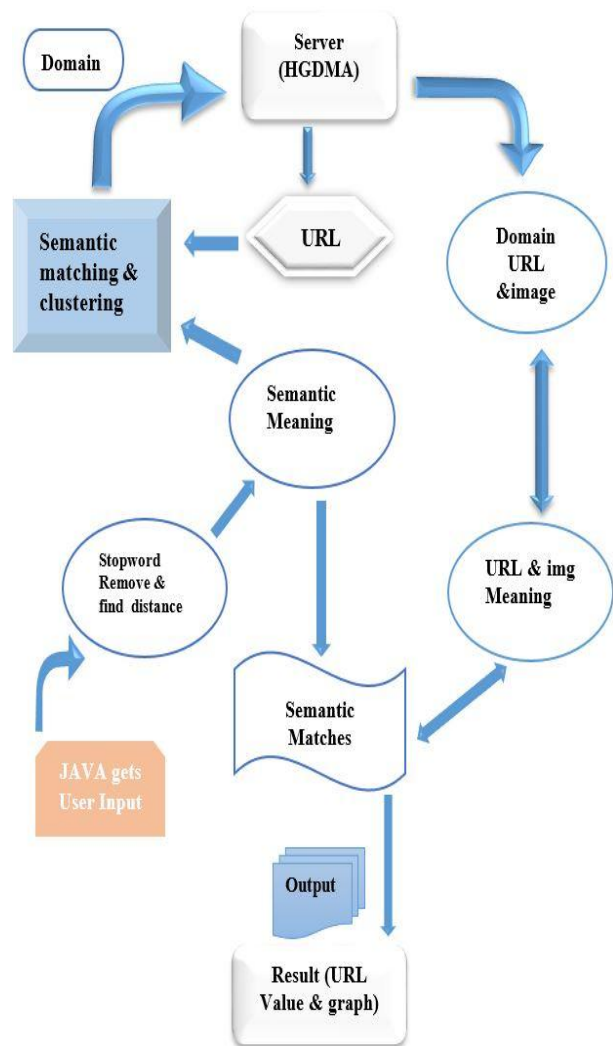 Domain
Server
(HGDMA)
URL
Semantic
matching &
clustering
Domain
URL
&image
Semantic
Meaning
Stopword
Remove &
find distance
URL & img
Meaning
Semantic
Matches
JAVA gets
User Input
Output
Result (URL
Value & graph)